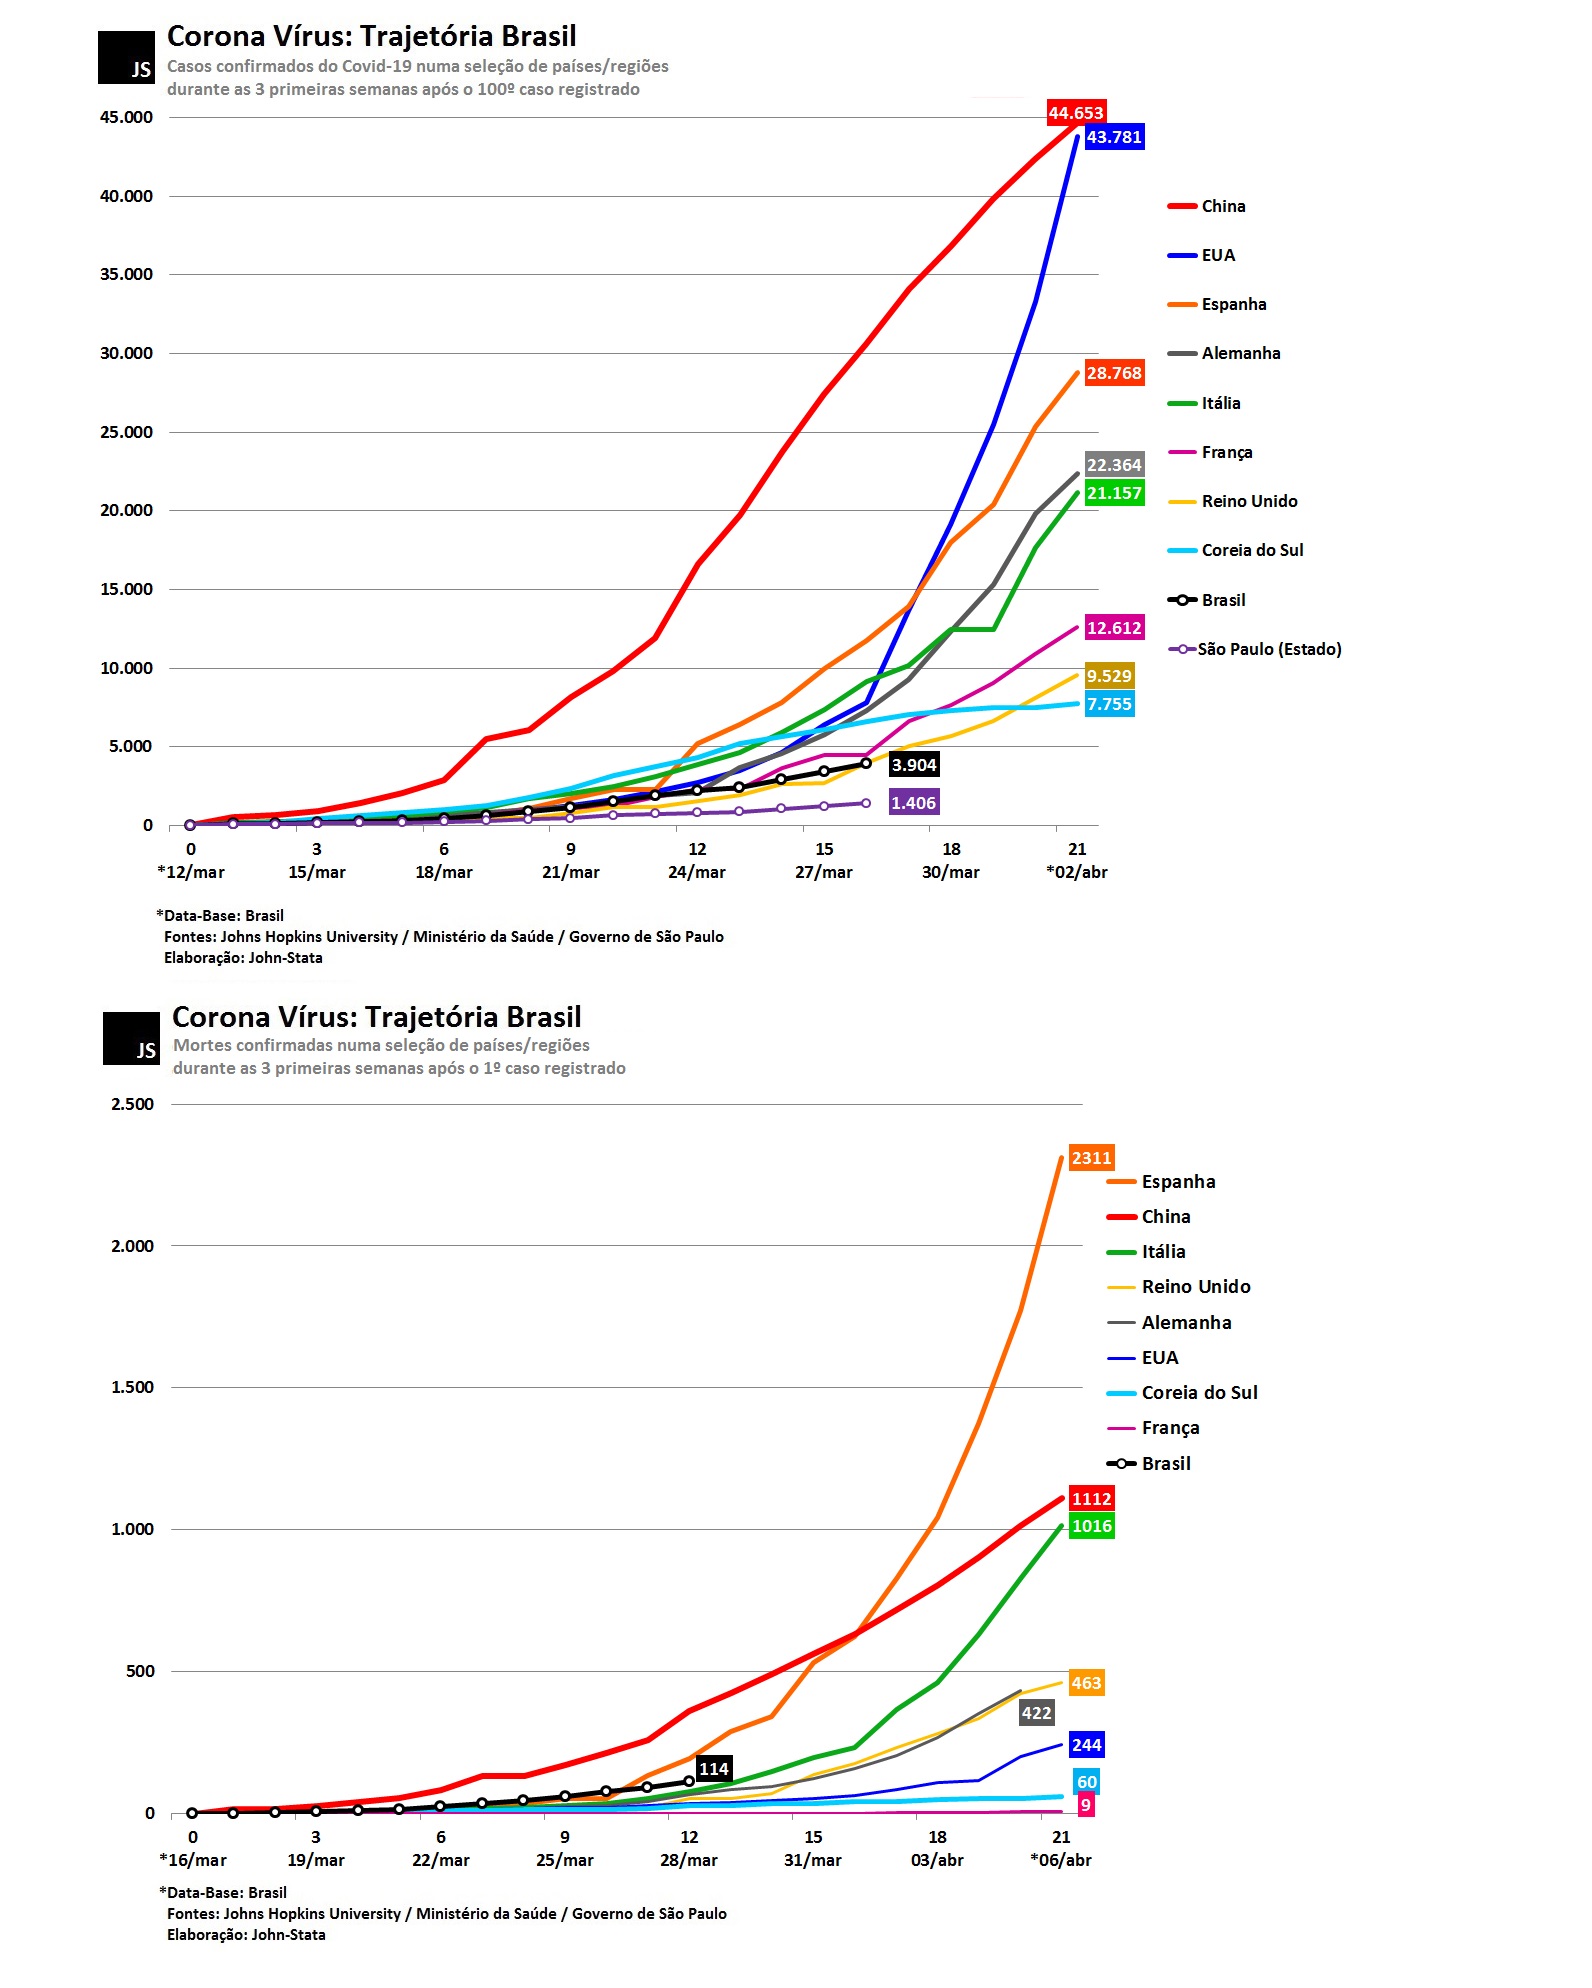 JS
Corona Vírus: Trajetória Brasil
Casos confirmados do Covid-19 numa seleção de países/regiões
durante as 3 primeiras semanas após o 100º caso registrado
45.000
40.000
35.000
30.000
25.000
20.000
15.000
10.000
5.000
0
44.653
43.781
28.768
22.364
21.157
12.612
9.529
7.755
3.904
1.406
China
EUA
Espanha
Alemanha
Itália
França
Reino Unido
Coreia do Sul
Brasil
São Paulo (Estado)
0 3 6 9 12 15 18 21
*12/mar 15/mar 18/mar 21/mar 24/mar 27/mar 30/mar *02/abr
*Data-Base: Brasil
Fontes: Johns Hopkins University / Ministério da Saúde / Governo de São Paulo
Elaboração: John-Stata
JS
Corona Vírus: Trajetória Brasil
Mortes confirmadas numa seleção de países/regiões
durante as 3 primeiras semanas após o 1º caso registrado
2.500
2.000
1.500
1.000
500
0
2311
1112
1016
463
422
244
60
9
114
Espanha
China
Itália
Reino Unido
Alemanha
EUA
Coreia do Sul
França
Brasil
0 3 6 9 12 15 18 21
*16/mar 19/mar 22/mar 25/mar 28/mar 31/mar 03/abr *06/abr
*Data-Base: Brasil
Fontes: Johns Hopkins University / Ministério da Saúde / Governo de São Paulo
Elaboração: John-Stata